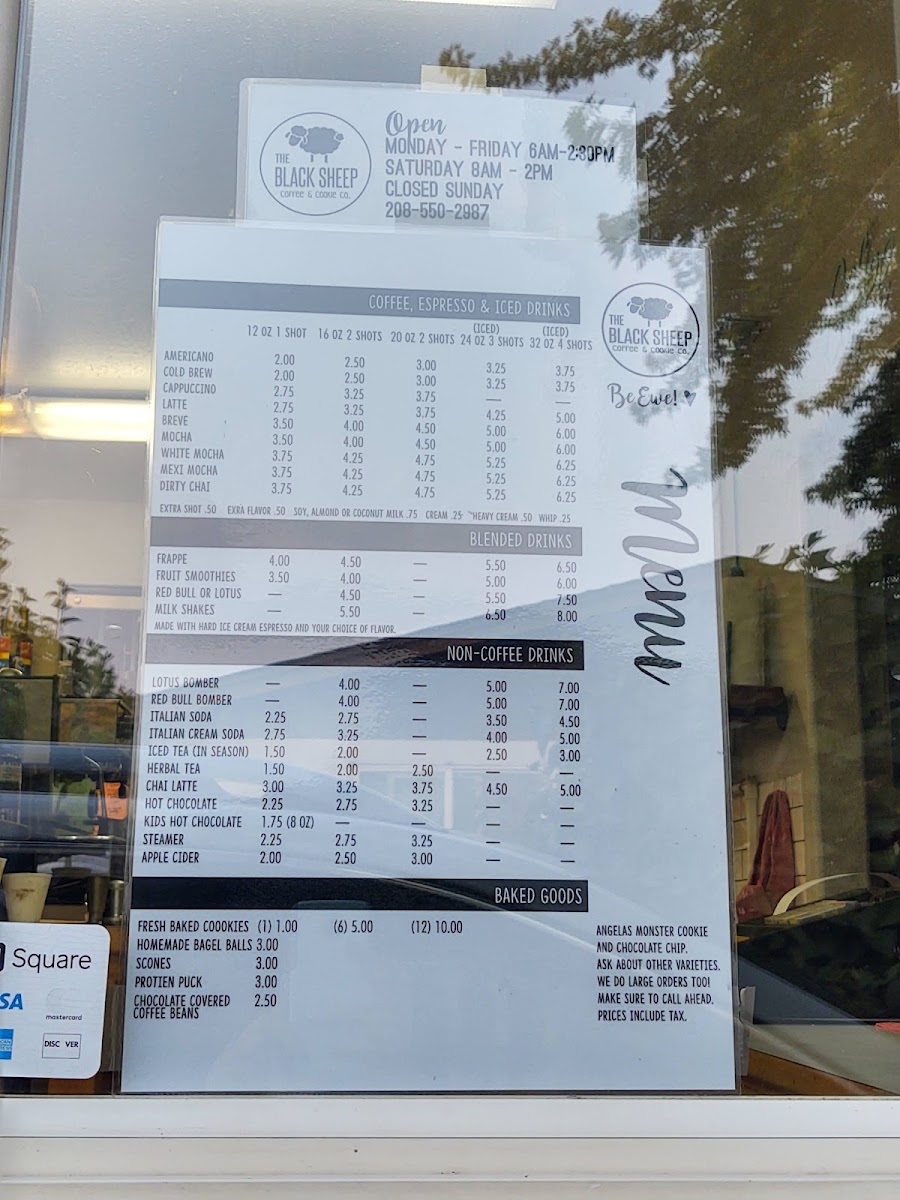 THE
BLACK SHEEP
COFFEE & COOKIE CO.
Open
MONDAY - FRIDAY 6AM-2:30PM
SATURDAY 8AM - 2PM
CLOSED SUNDAY
208-550-2987
COFFEE, ESPRESSO & ICED DRINKS
12 OZ 1 SHOT 16 OZ 2 SHOTS 20 OZ 2 SHOTS (ICED) 24 OZ 3 SHOTS (ICED) 32 OZ 4 SHOTS
AMERICANO 2.00 2.50 3.00 3.25 3.75
COLD BREW 2.00 2.50 3.00 3.25 3.75
CAPPUCCINO 2.75 3.25 3.75 — —
LATTE 2.75 3.25 3.75 4.25 5.00
BREVE 3.50 4.00 4.50 5.00 6.00
MOCHA 3.50 4.00 4.50 5.00 6.00
WHITE MOCHA 3.75 4.25 4.75 5.25 6.25
MEXI MOCHA 3.75 4.25 4.75 5.25 6.25
DIRTY CHAI 3.75 4.25 4.75 5.25 6.25
EXTRA SHOT .50 EXRA FLAVOR .50 SOY, ALMOND OR COCONUT MILK .75 CREAM .25 HEAVY CREAM .50 WHIP .25
THE
BLACK SHEEP
COFFEE & COOKIE CO.
Be Ewe!
Menu
BLENDED DRINKS
FRAPPE 4.00 4.50 — 5.50 6.50
FRUIT SMOOTHIES 3.50 4.00 — 5.00 6.00
RED BULL OR LOTUS — 4.50 — 5.50 7.50
MILK SHAKES — 5.50 — 6.50 8.00
MADE WITH HARD ICE CREAM ESPRESSO AND YOUR CHOICE OF FLAVOR.
NON-COFFEE DRINKS
LOTUS BOMBER — 4.00 — 5.00 7.00
RED BULL BOMBER — 4.00 — 5.00 7.00
ITALIAN SODA 2.25 2.75 — 3.50 4.50
ITALIAN CREAM SODA 2.75 3.25 — 4.00 5.00
ICED TEA (IN SEASON) 1.50 2.00 — 2.50 3.00
HERBAL TEA 1.50 2.00 2.50 — —
CHAI LATTE 3.00 3.25 3.75 4.50 5.00
HOT CHOCOLATE 2.25 2.75 3.25 — —
KIDS HOT CHOCOLATE 1.75 (8 OZ) — — — —
STEAMER 2.25 2.75 3.25 — —
APPLE CIDER 2.00 2.50 3.00 — —
BAKED GOODS
FRESH BAKED COOOKIES (1) 1.00 (6) 5.00 (12) 10.00
HOMEMADE BAGEL BALLS 3.00
SCONES 3.00
PROTIEN PUCK 3.00
CHOCOLATE COVERED 2.50
COFFEE BEANS
ANGELAS MONSTER COOKIE
AND CHOCOLATE CHIP.
ASK ABOUT OTHER VARIETIES.
WE DO LARGE ORDERS TOO!
MAKE SURE TO CALL AHEAD.
PRICES INCLUDE TAX.
Square
VISA
mastercard
DISCOVER